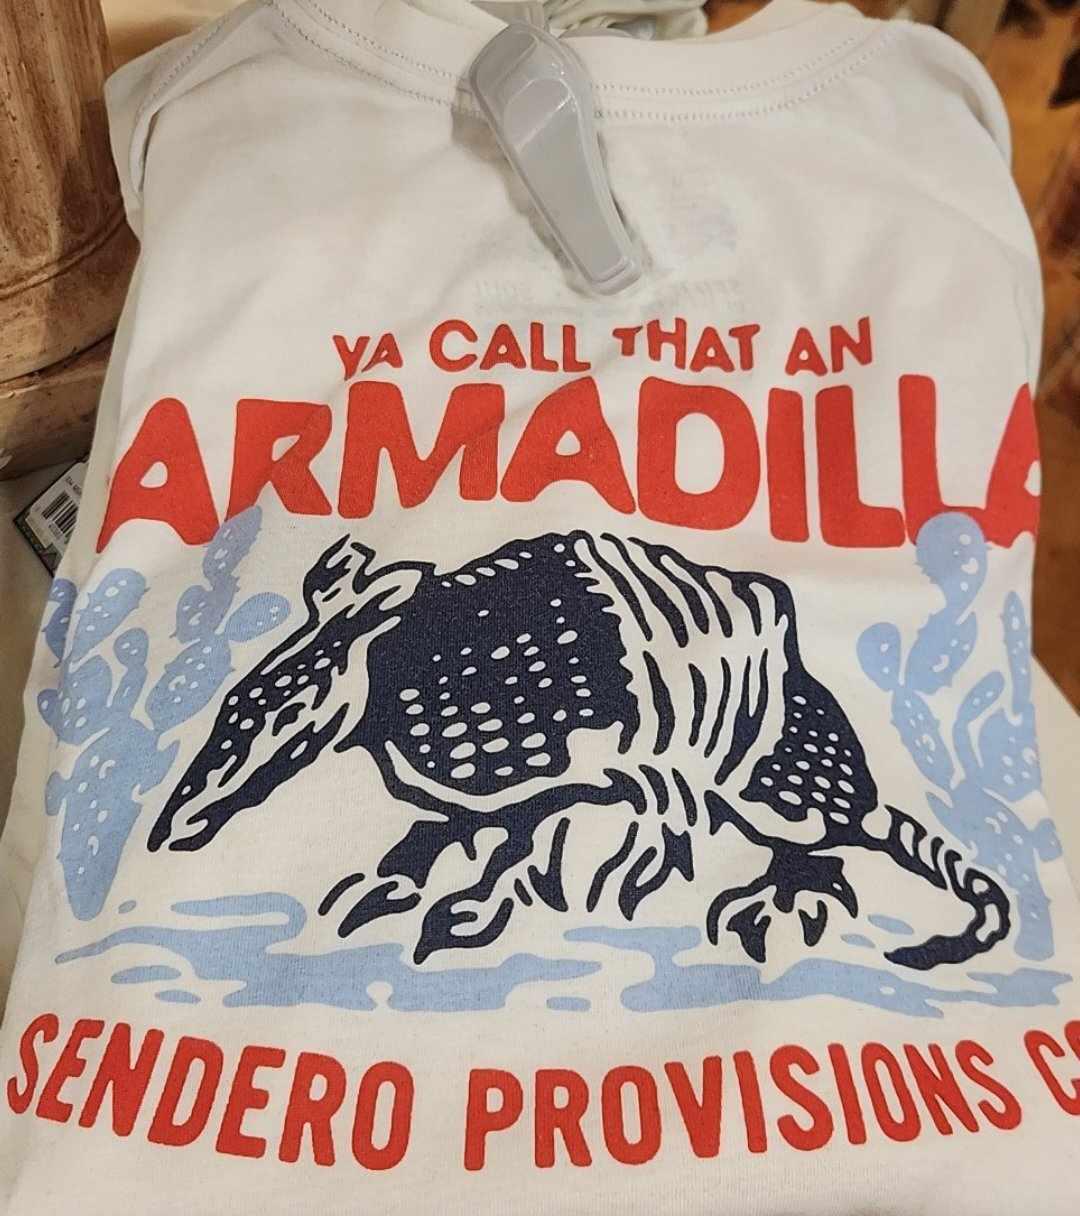 YA CALL THAT AN
ARMADILLA
SENDERO PROVISIONS C